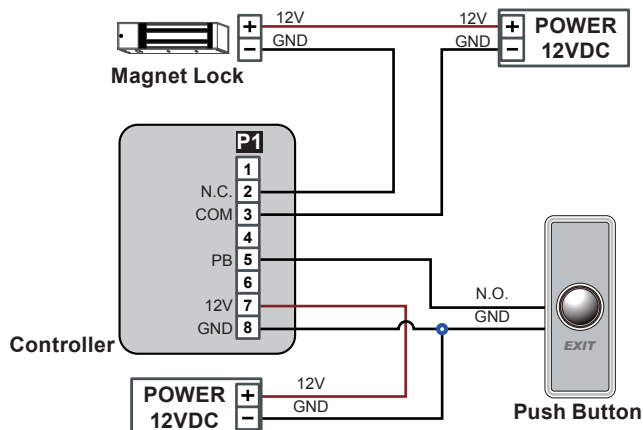 + 12V 12V + POWER
− GND GND − 12VDC
Magnet Lock
P1
1
N.C. 2
COM 3
4
PB 5
6
N.O.
12V 7
GND
GND 8
EXIT
Controller
Push Button
POWER + 12V
12VDC − GND